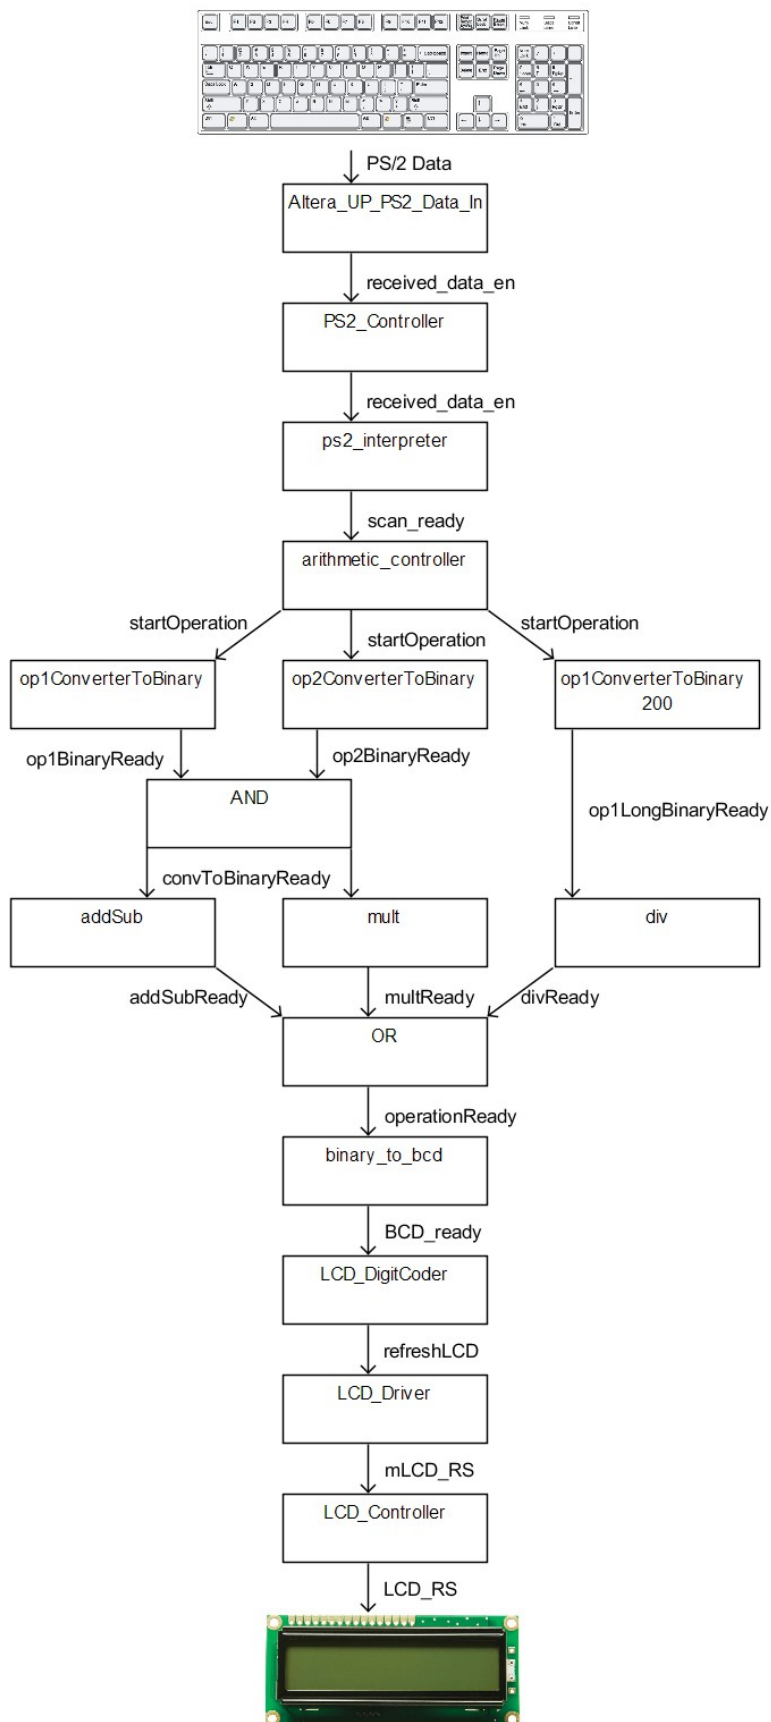 PS/2 Data
Altera_UP_PS2_Data_In
received_data_en
PS2_Controller
received_data_en
ps2_interpreter
scan_ready
arithmetic_controller
startOperation
startOperation
startOperation
op1ConverterToBinary
op2ConverterToBinary
op1ConverterToBinary
200
op1BinaryReady
op2BinaryReady
AND
op1LongBinaryReady
convToBinaryReady
addSub
mult
div
addSubReady
multReady
divReady
OR
operationReady
binary_to_bcd
BCD_ready
LCD_DigitCoder
refreshLCD
LCD_Driver
mLCD_RS
LCD_Controller
LCD_RS